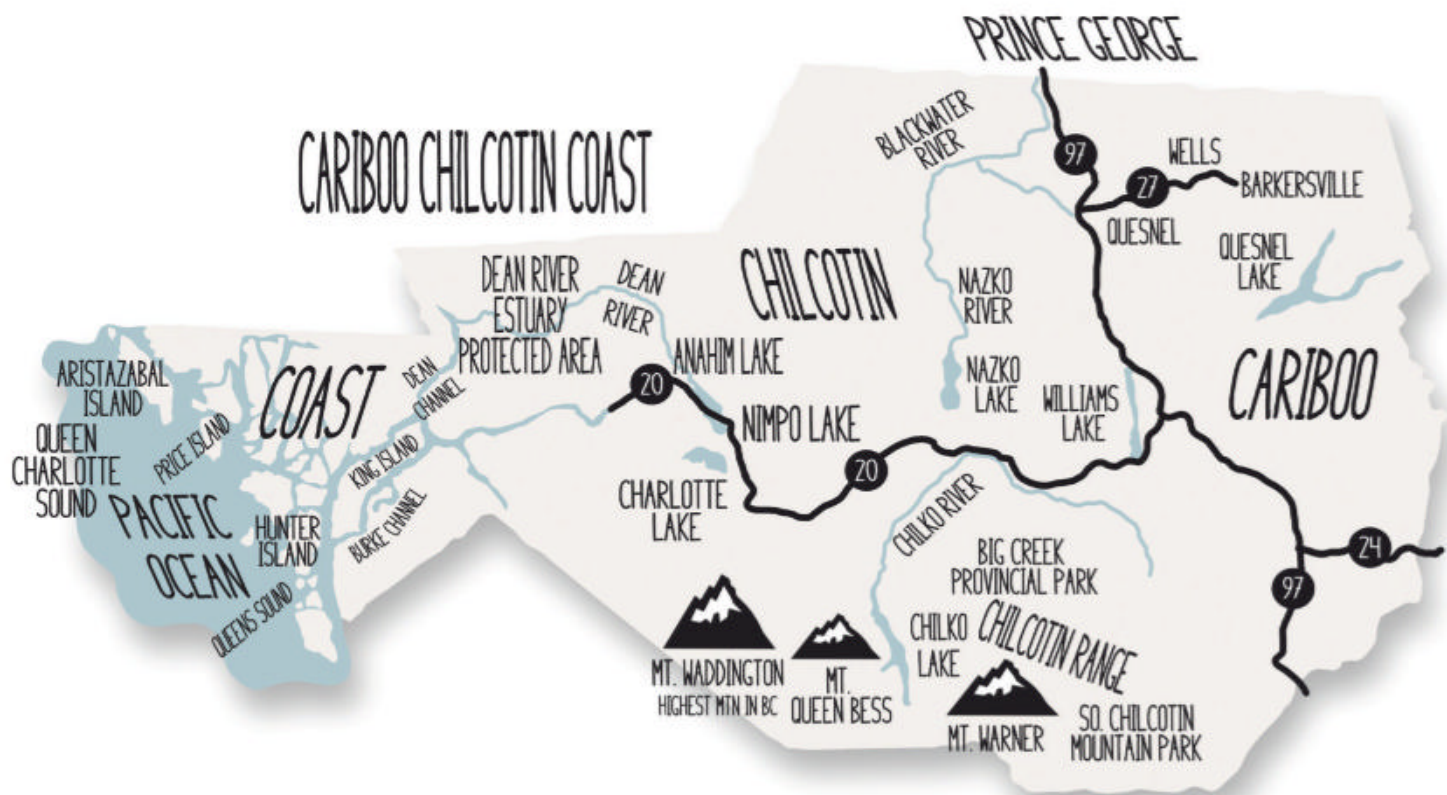 PRINCE GEORGE
CARIBOO CHILCOTIN COAST
BLACKWATER
RIVER
97
27
WELLS
BARKERSVILLE
QUESNEL
QUESNEL
LAKE
DEAN RIVER
ESTUARY
PROTECTED AREA
DEAN
RIVER
CHILCOTIN
NAZKO
RIVER
NAZKO
LAKE
ARISTAZABAL
ISLAND
COAST
DEAN
CHANNEL
20
ANAHIM LAKE
WILLIAMS
LAKE
CARIBOO
QUEEN
CHARLOTTE
SOUND
PRICE ISLAND
KING ISLAND
NIMPO LAKE
20
PACIFIC
OCEAN
HUNTER
ISLAND
BURKE CHANNEL
CHARLOTTE
LAKE
CHILKO RIVER
BIG CREEK
PROVINCIAL PARK
24
97
QUEENS SOUND
MT. WADDINGTON
HIGHEST MTN IN BC
MT.
QUEEN BESS
CHILKO
LAKE
CHILCOTIN RANGE
MT. WARNER
SO. CHILCOTIN
MOUNTAIN PARK